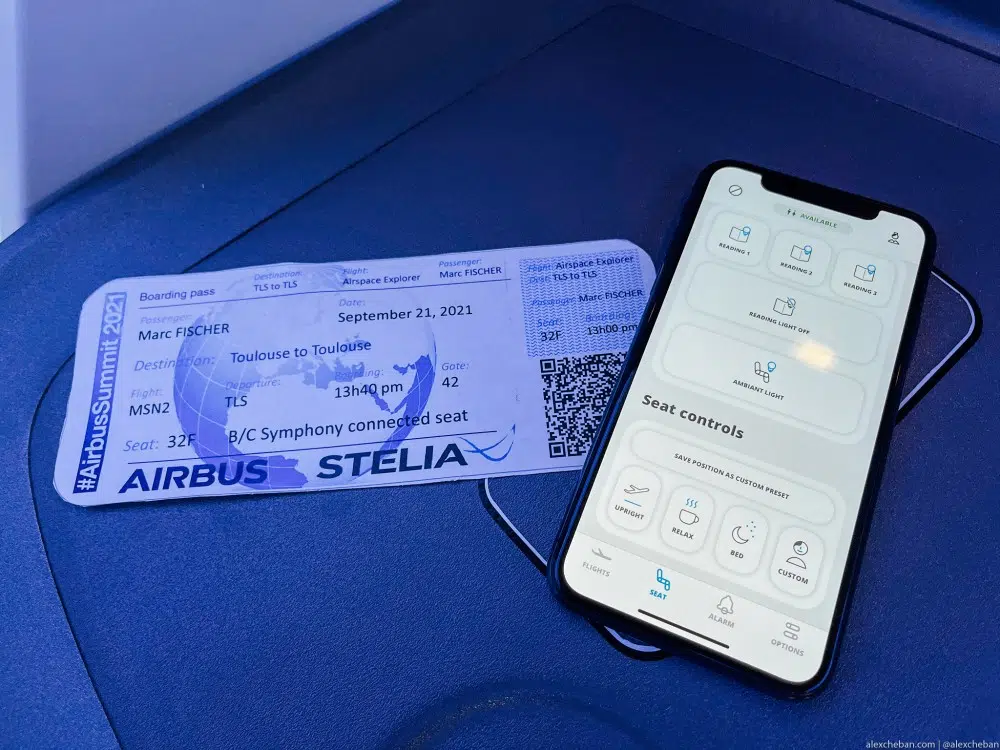 #AirbusSummit 2021
Boarding pass
Destination:
TLS to TLS
Flight:
Airspace Explorer
Passenger:
Marc FISCHER
Passenger:
Marc FISCHER
Date:
September 21, 2021
Destination:
Toulouse to Toulouse
Flight:
MSN2
Departure:
TLS
13h40 pm
Gate:
42
Seat: 32F
B/C Symphony connected seat
AIRBUS STELIA
Flight: Airspace Explorer
Dest: TLS to TLS
Passenger: Marc FISCHER
Seat:
32F
13h00 pm
AVAILABLE
READING 1
READING 2
READING 3
READING LIGHT OFF
AMBIANT LIGHT
Seat controls
SAVE POSITION AS CUSTOM PRESET
UPRIGHT
RELAX
BED
CUSTOM
FLIGHTS
SEAT
ALARM
OPTIONS
alexcheban.com | @alexcheban